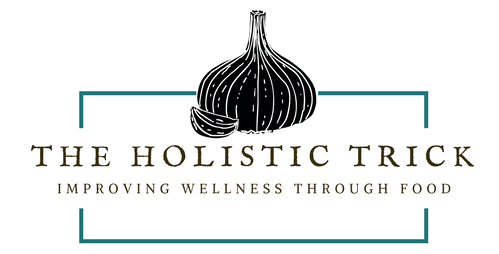 THE HOLISTIC TRICK
IMPROVING WELLNESS THROUGH FOOD